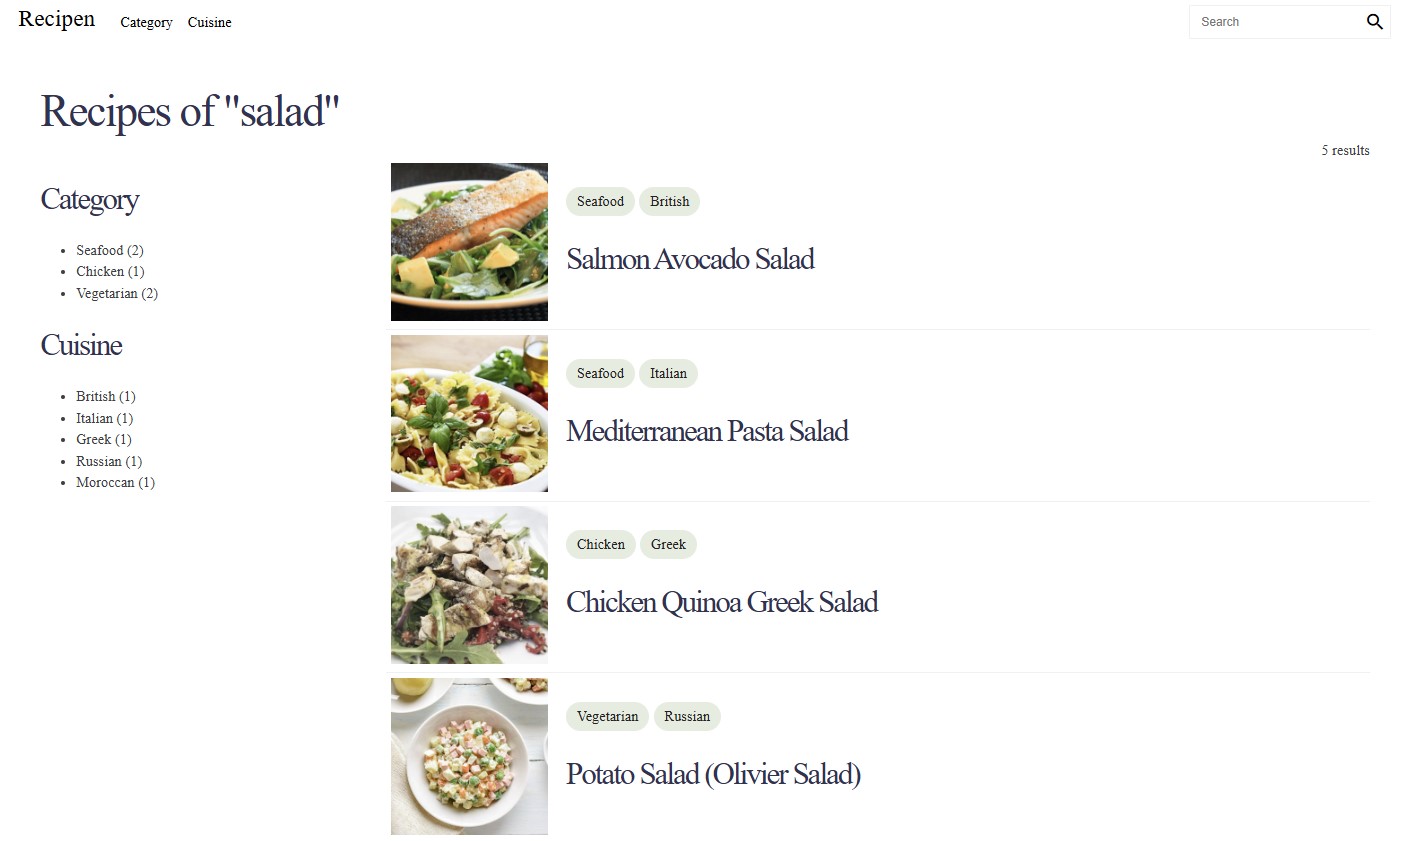 Recipen Category Cuisine Search
Recipes of "salad"
5 results
Category
Seafood (2)
Chicken (1)
Vegetarian (2)
Cuisine
British (1)
Italian (1)
Greek (1)
Russian (1)
Moroccan (1)
Seafood British
Salmon Avocado Salad
Seafood Italian
Mediterranean Pasta Salad
Chicken Greek
Chicken Quinoa Greek Salad
Vegetarian Russian
Potato Salad (Olivier Salad)